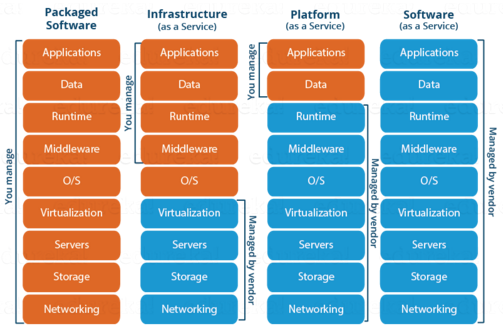 Packaged
Software
Infrastructure
(as a Service)
Platform
(as a Service)
Software
(as a Service)
You manage
Applications
Data
Runtime
Middleware
O/S
Virtualization
Servers
Storage
Networking
You manage
Applications
Data
Runtime
Middleware
O/S
Virtualization
Servers
Storage
Networking
Managed by vendor
You manage
Applications
Data
Runtime
Middleware
O/S
Virtualization
Servers
Storage
Networking
Managed by vendor
Applications
Data
Runtime
Middleware
O/S
Virtualization
Servers
Storage
Networking
Managed by vendor